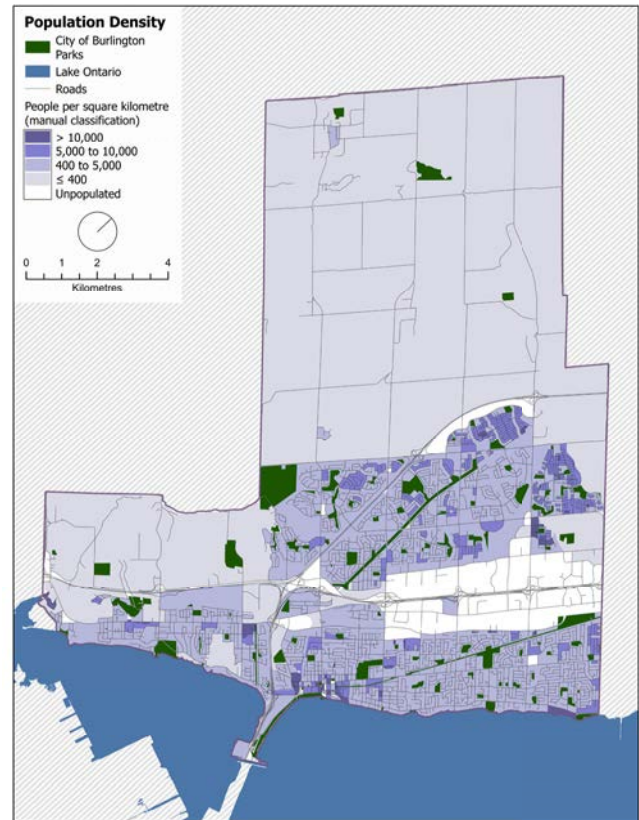 Population Density
City of Burlington
Parks
Lake Ontario
Roads
People per square kilometre
(manual classification)
> 10,000
5,000 to 10,000
400 to 5,000
≤ 400
Unpopulated
0 1 2 4
Kilometres